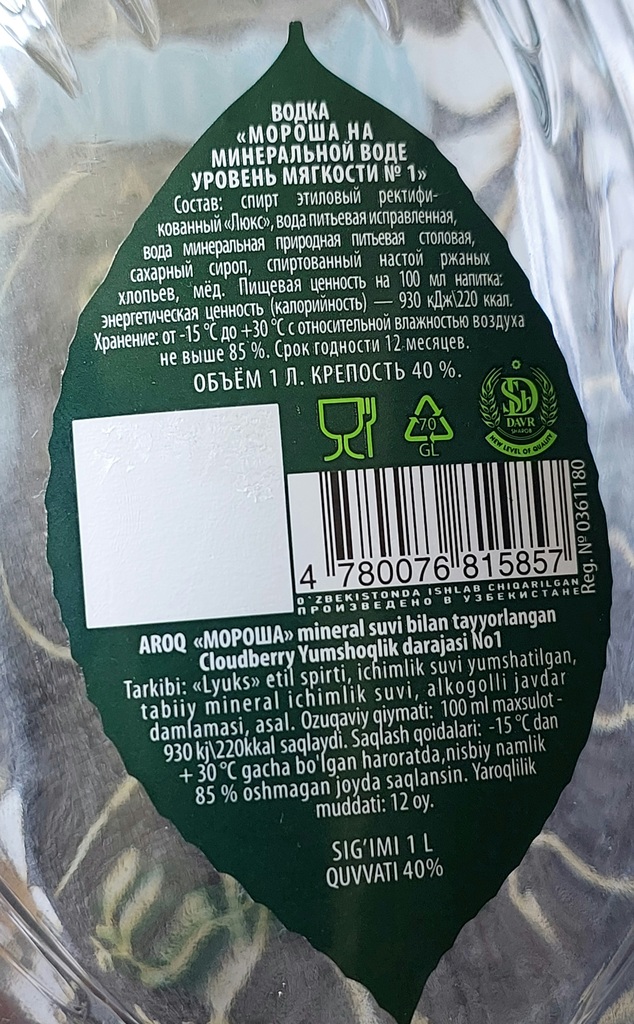 ВОДКА
«МОРОША НА
МИНЕРАЛЬНОЙ ВОДЕ
УРОВЕНЬ МЯГКОСТИ № 1»
Состав: спирт этиловый ректифи-
кованный «Люкс», вода питьевая исправленная,
вода минеральная природная питьевая столовая,
сахарный сироп, спиртованный настой ржаных
хлопьев, мёд. Пищевая ценность на 100 мл напитка:
энергетическая ценность (калорийность) — 930 кДж\220 ккал.
Хранение: от -15 °С до +30 °С с относительной влажностью воздуха
не выше 85 %. Срок годности 12 месяцев.
ОБЪЁМ 1 Л. КРЕПОСТЬ 40 %.
70
GL
SD
DAVR
SHAROB
NEW LEVEL OF QUALITY
4 780076 815857
Reg. № 0361180
O'ZBEKISTONDA ISHLAB CHIQARILGAN
ПРОИЗВЕДЕНО В УЗБЕКИСТАНЕ
AROQ «МОРОША» mineral suvi bilan tayyorlangan
Cloudberry Yumshoqlik darajasi No1
Tarkibi: «Lyuks» etil spirti, ichimlik suvi yumshatilgan,
tabiiy mineral ichimlik suvi, alkogolli javdar
damlamasi, asal. Ozuqaviy qiymati: 100 ml maxsulot-
930 kj\220kkal saqlaydi. Saqlash qoidalari: -15 °C dan
+ 30 °C gacha bo'lgan haroratda,nisbiy namlik
85 % oshmagan joyda saqlansin. Yaroqlilik
muddati: 12 oy.
SIG'IMI 1 L
QUVVATI 40%